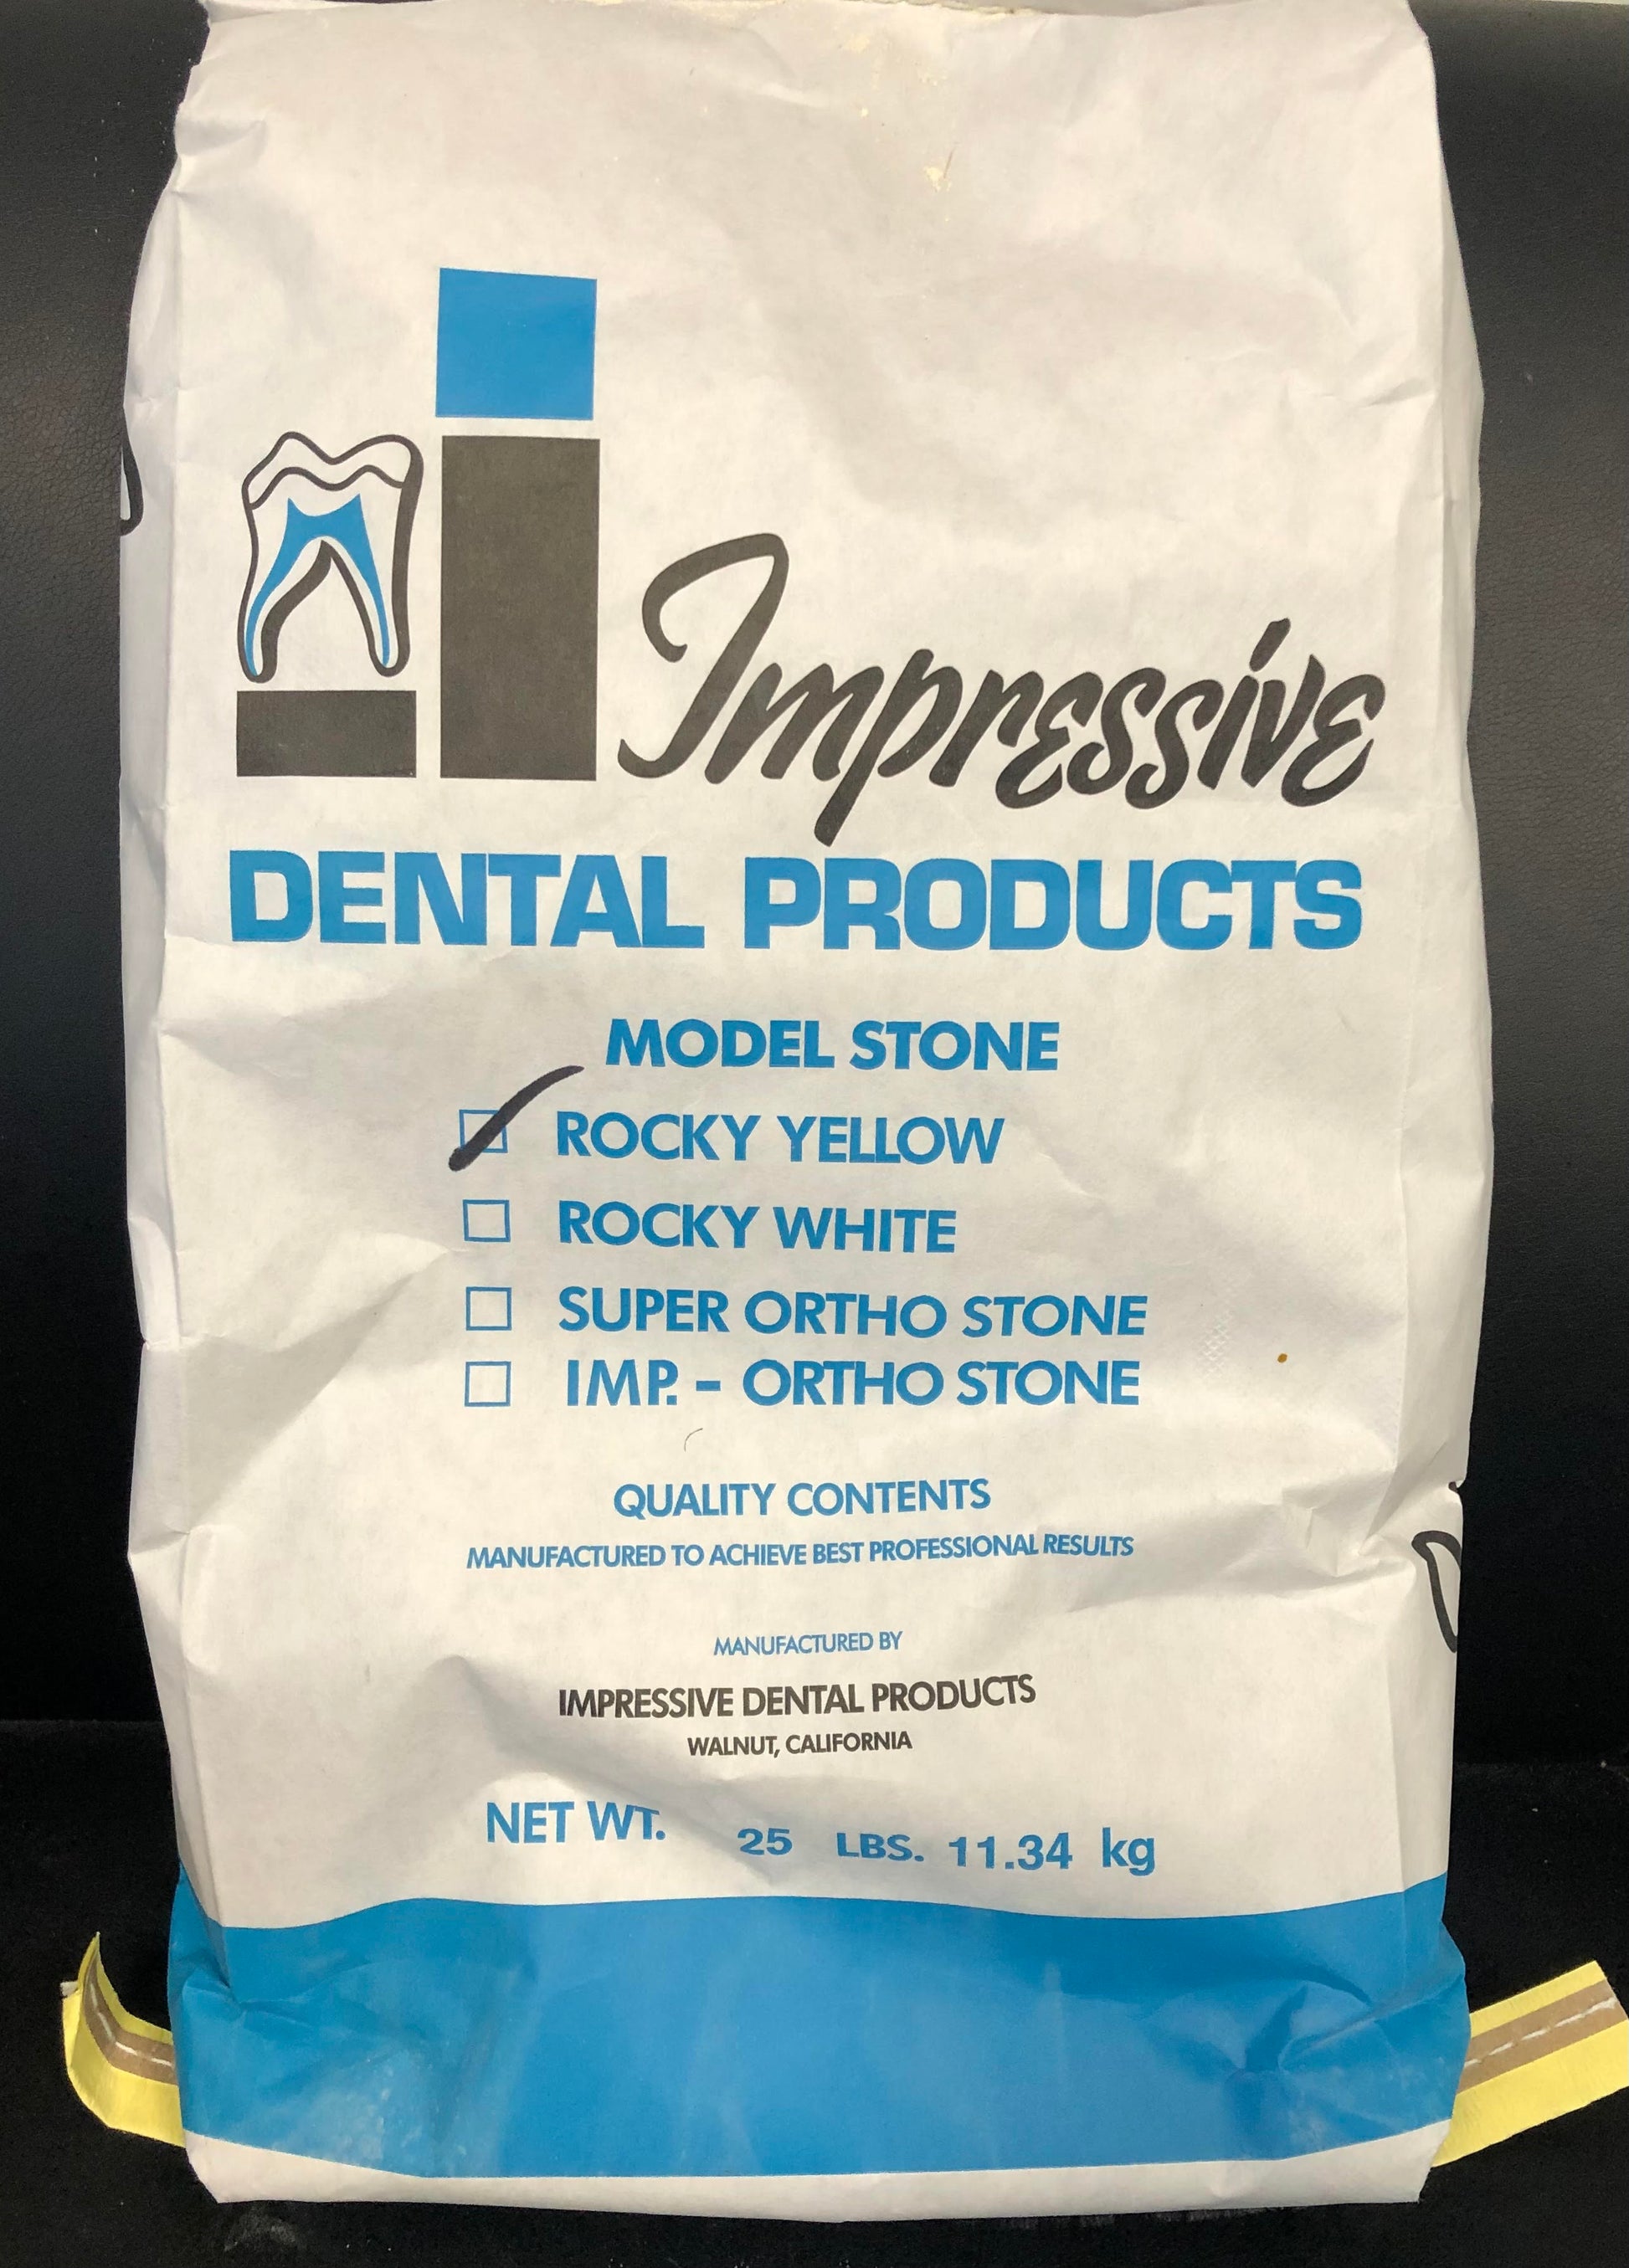 Impressive
DENTAL PRODUCTS
MODEL STONE
ROCKY YELLOW
ROCKY WHITE
SUPER ORTHO STONE
IMP. - ORTHO STONE
QUALITY CONTENTS
MANUFACTURED TO ACHIEVE BEST PROFESSIONAL RESULTS
MANUFACTURED BY
IMPRESSIVE DENTAL PRODUCTS
WALNUT, CALIFORNIA
NET WT. 25 LBS. 11.34 kg